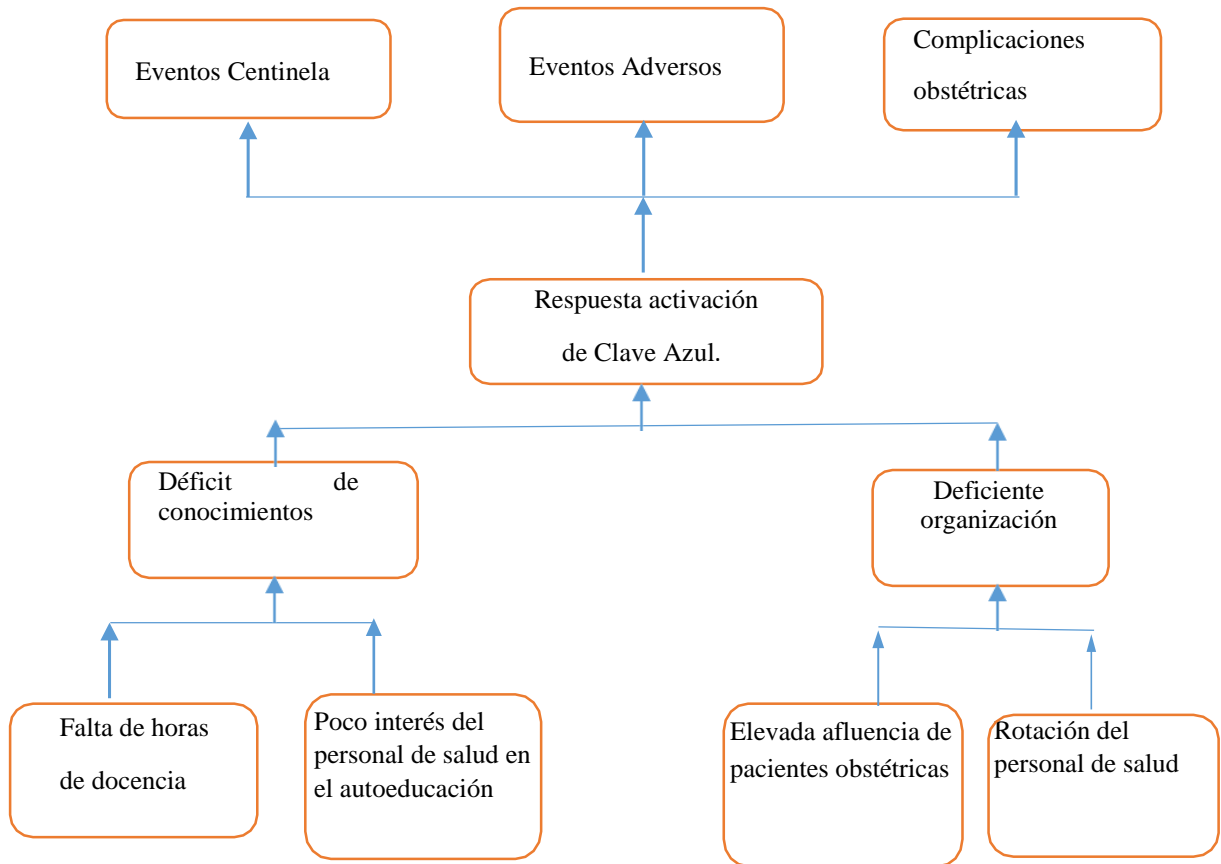 Eventos Centinela
Eventos Adversos
Complicaciones
obstétricas
Respuesta activación
de Clave Azul.
Déficit de
conocimientos
Deficiente
organización
Falta de horas
de docencia
Poco interés del
personal de salud en
el autoeducación
Elevada afluencia de
pacientes obstétricas
Rotación del
personal de salud